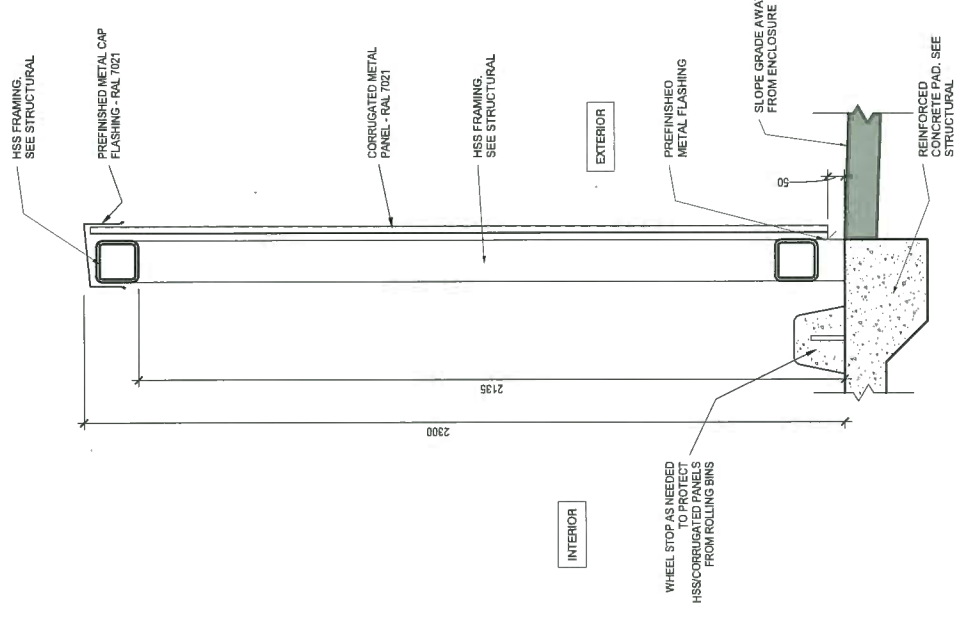 HSS FRAMING,
SEE STRUCTURAL
PREFINISHED METAL CAP
FLASHING - RAL 7021
CORRUGATED METAL
PANEL - RAL 7021
HSS FRAMING,
SEE STRUCTURAL
EXTERIOR
PREFINISHED
METAL FLASHING
SLOPE GRADE AWAY
FROM ENCLOSURE
50
REINFORCED
CONCRETE PAD, SEE
STRUCTURAL
2135
2300
INTERIOR
WHEEL STOP AS NEEDED
TO PROTECT
HSS/CORRUGATED PANELS
FROM ROLLING BINS